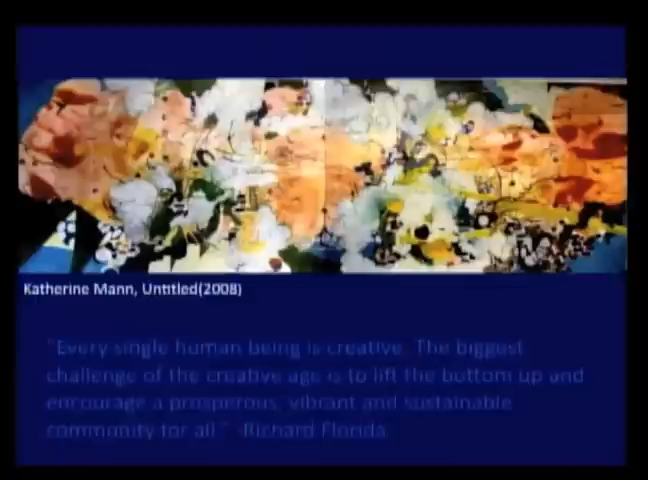 Katherine Mann, Untitled(2008)
"Every single human being is creative. The biggest
challenge of the creative age is to lift the bottom up and
encourage a prosperous, vibrant and sustainable
community for all." -Richard Florida